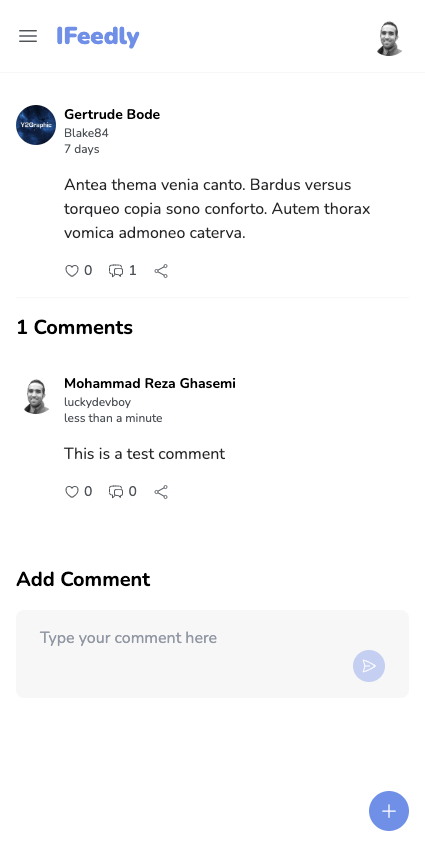 IFeedly
Y2Graphic
Gertrude Bode
Blake84
7 days
Antea thema venia canto. Bardus versus
torqueo copia sono conforto. Autem thorax
vomica admoneo caterva.
0 1
1 Comments
Mohammad Reza Ghasemi
luckydevboy
less than a minute
This is a test comment
0 0
Add Comment
Type your comment here